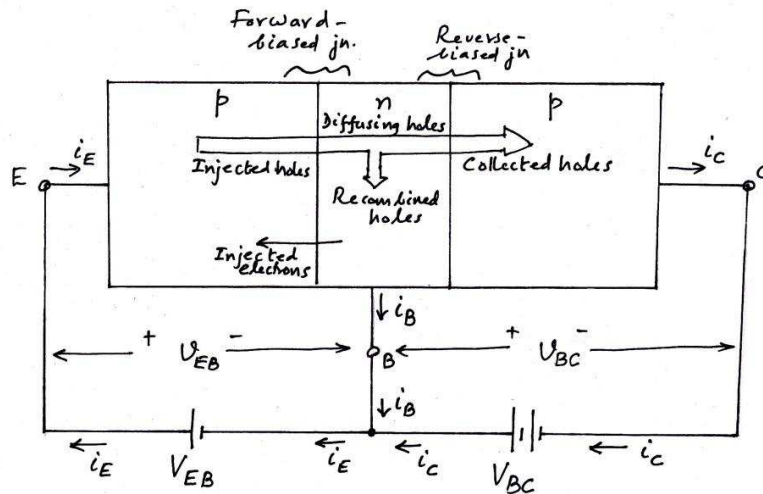 Forward-
biased jn.
Reverse-
biased jn
p
n
p
Diffusing holes
Injected holes
Collected holes
Recombined
holes
Injected
electrons
E
i_E
i_C
C
i_B
+ v_EB -
B
+ v_BC -
i_B
i_E
V_EB
i_E
i_C
V_BC
i_C